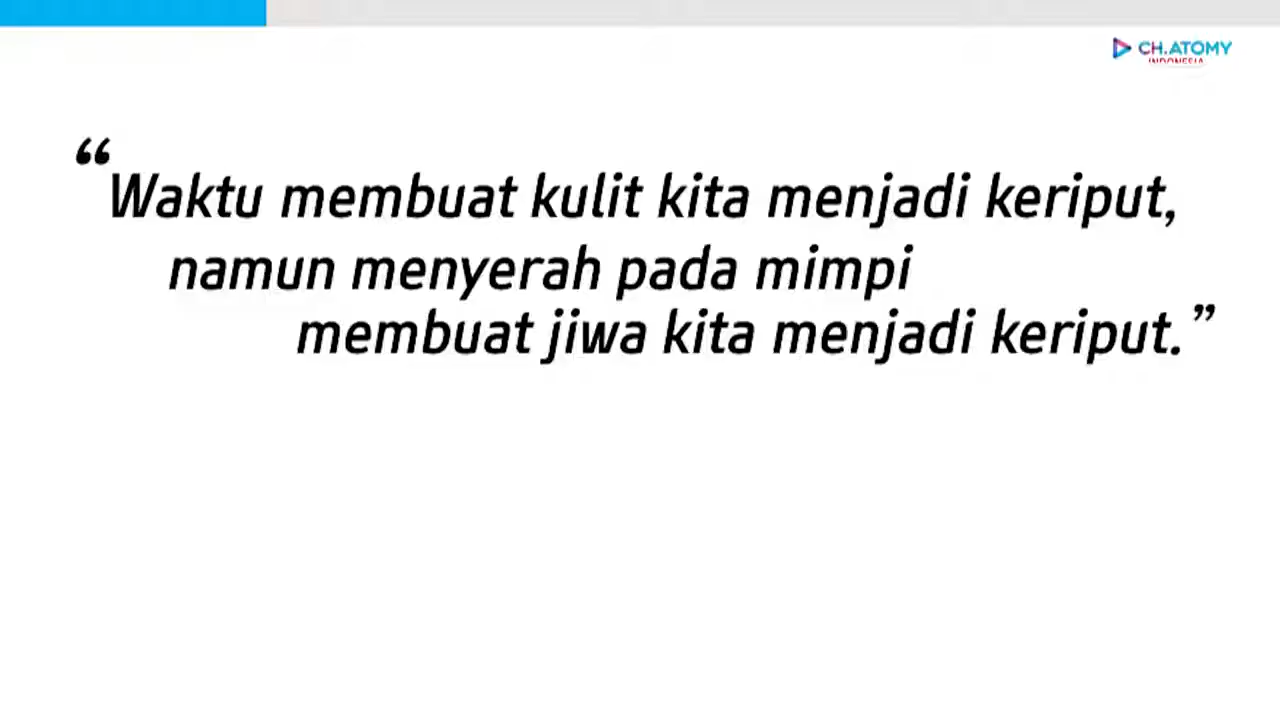 CH.ATOMY
INDONESIA
“Waktu membuat kulit kita menjadi keriput,
namun menyerah pada mimpi
membuat jiwa kita menjadi keriput.”